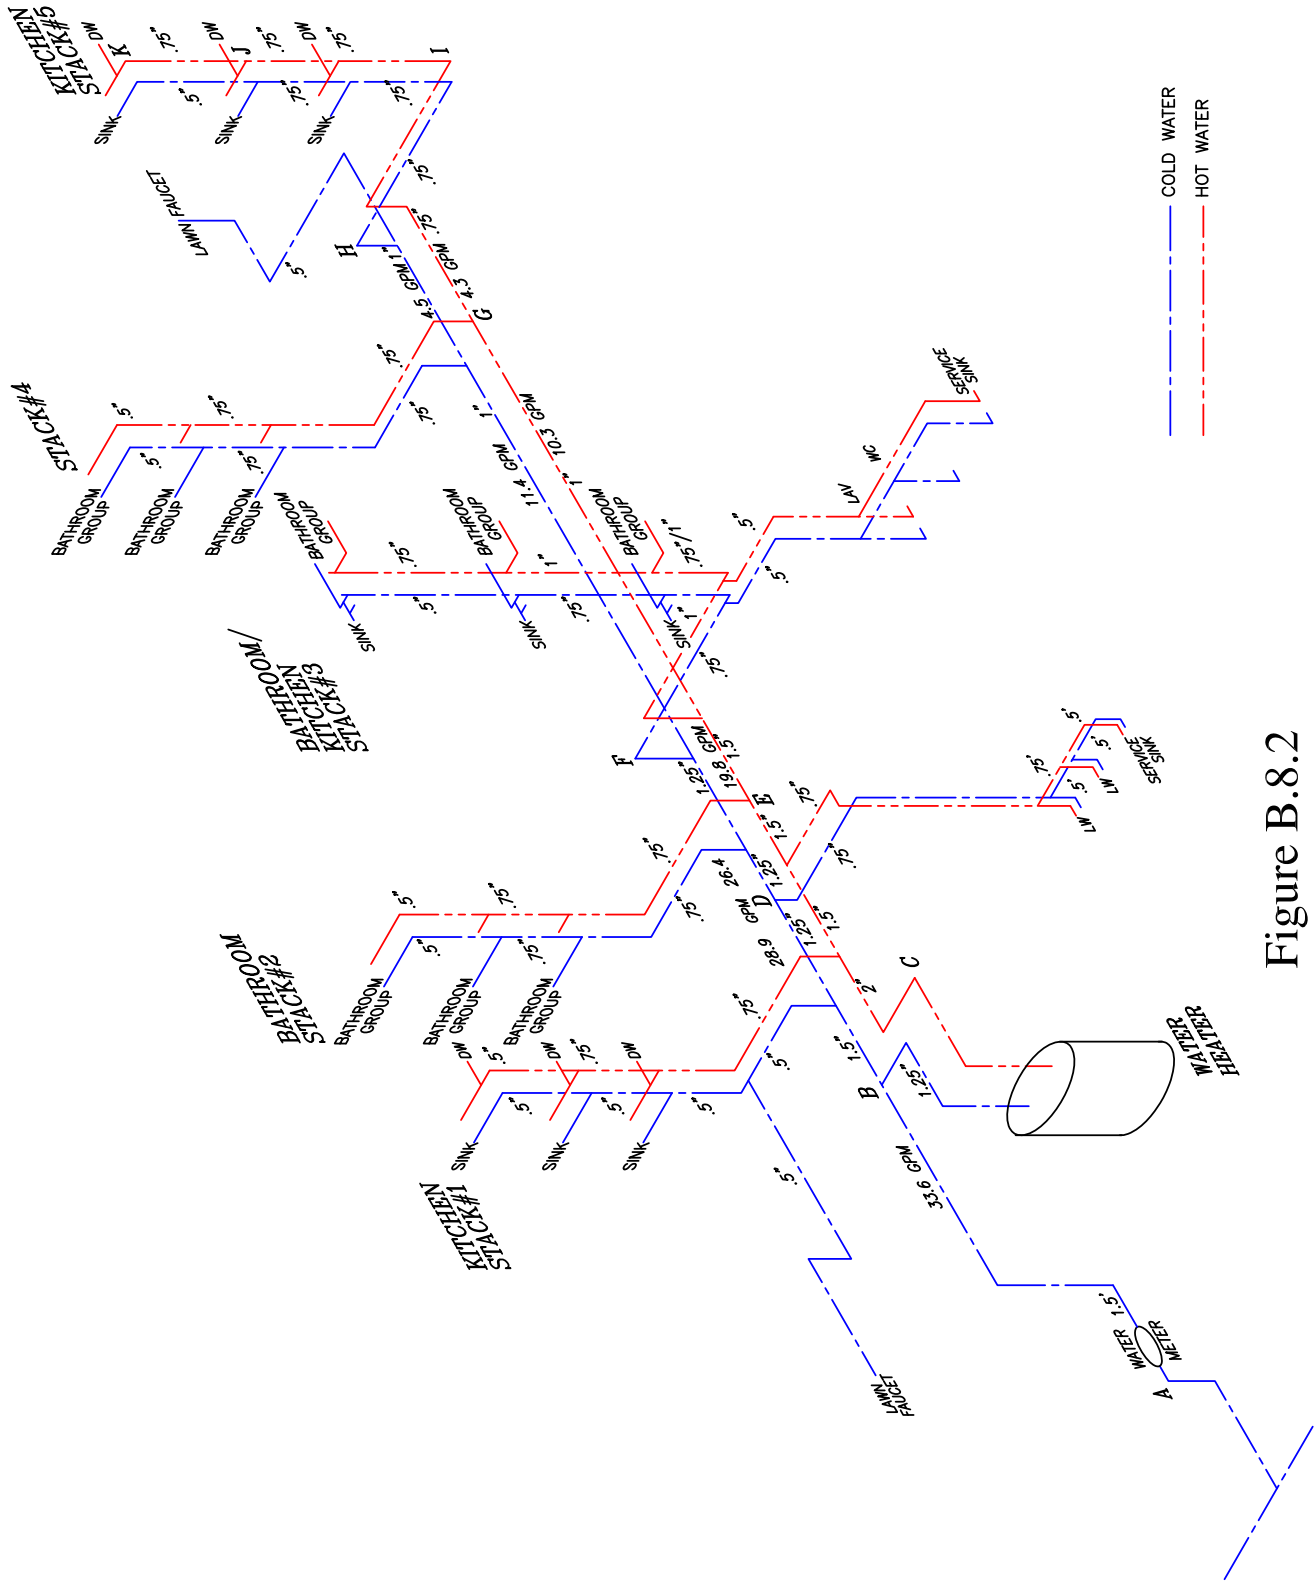 KITCHEN
STACK#5
DW
K
.75"
DW
J
.75"
DW
.75"
I
SINK
.5"
SINK
.75"
SINK
.75"
LAWN FAUCET
.5"
.75"
H
1"
4.5 GPM
.75"
4.3 GPM
G
STACK#4
.5"
.75"
.75"
.5"
.75"
.75"
BATHROOM
GROUP
BATHROOM
GROUP
BATHROOM
GROUP
1"
11.4 GPM
10.3 GPM
1"
BATHROOM
GROUP
BATHROOM
GROUP
BATHROOM
GROUP
.75"
1"
.75"/1"
.5"
.75"
1"
SINK
SINK
SINK
BATHROOM/
KITCHEN
STACK#3
.75"
.5"
.5"
LAV
WC
SERVICE
SINK
F
19.8 GPM
1.5"
1.25"
E
1.5"
.75"
.75"
.75'
.5'
.5'
.5'
LW
LW
SERVICE
SINK
BATHROOM
STACK#2
.5"
.75"
.75"
.5"
.75"
.75"
BATHROOM
GROUP
BATHROOM
GROUP
BATHROOM
GROUP
26.4
GPM
1.25"
D
28.9
1.25"
1.5"
DW
.5"
DW
.75"
DW
.75"
2"
C
SINK
.5"
SINK
.5"
SINK
.5"
.5"
KITCHEN
STACK#1
1.5"
B
1.25"
WATER
HEATER
.5"
33.6 GPM
LAWN
FAUCET
1.5'
WATER
METER
A
COLD WATER
HOT WATER
Figure B.8.2